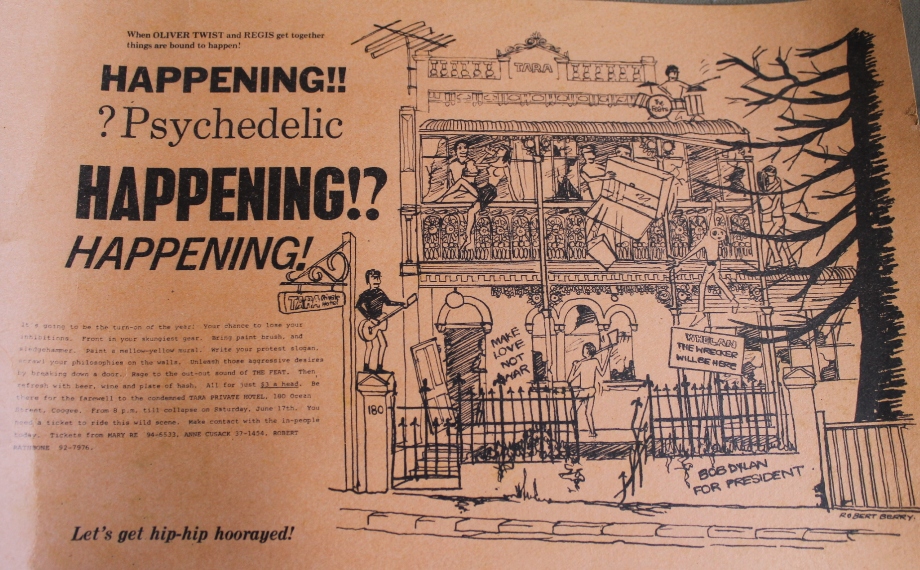 When OLIVER TWIST and REGIS get together
things are bound to happen!
HAPPENING!!
? Psychedelic
HAPPENING!?
HAPPENING!
It's going to be the turn-on of the year: Your chance to lose your
inhibitions. Front in your skungiest gear. Bring paint brush, and
sledgehammer. Paint a mellow-yellow mural. Write your protest slogan,
scrawl your philosophies on the walls. Unleash those aggressive desires
by breaking down a door. Rage to the out-out sound of THE FEAT. Then
refresh with beer, wine and plate of hash. All for just $3 a head. Be
there for the farewell to the condemned TARA PRIVATE HOTEL, 180 Ocean
Street, Coogee. From 8 p.m. till collapse on Saturday, June 17th. You
need a ticket to ride this wild scene. Make contact with the in-people
today. Tickets from MARY RE 94-6533, ANNE CUSACK 37-1454, ROBERT
92-7976.
Let's get hip-hip hoorayed!
TARA
THE
TARA
180
MAKE
LOVE
NOT
WAR
WHELAN
THE WRECKER
WILL BE HERE
BOB DYLAN
FOR PRESIDENT
ROBERT BERRY.